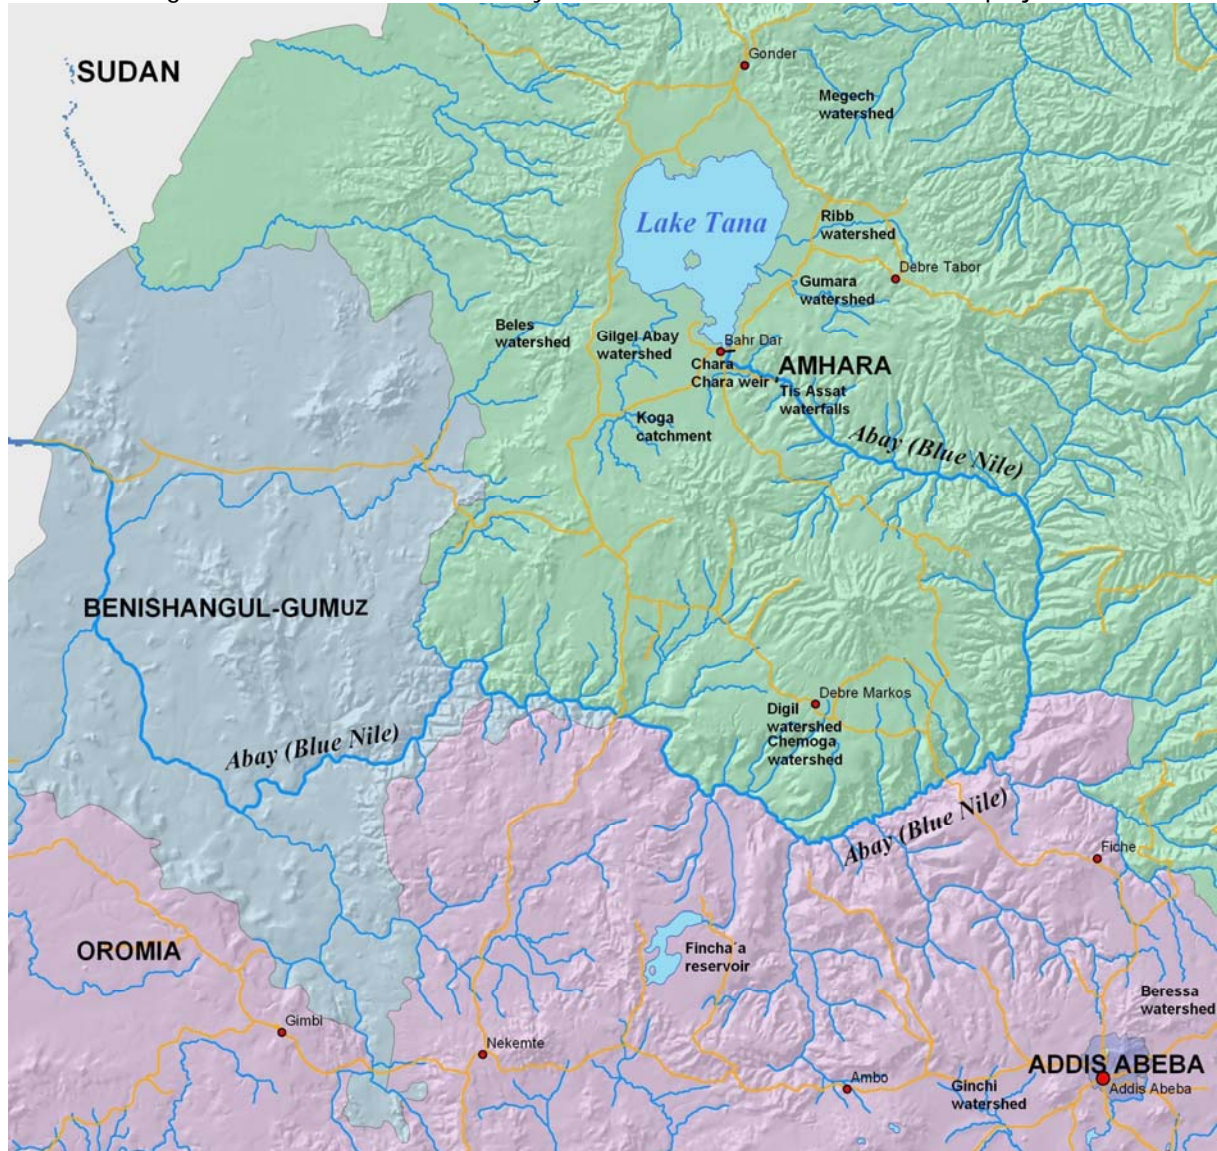 SUDAN
Gonder
Megech
watershed
Lake Tana
Ribb
watershed
Debre Tabor
Gumara
watershed
Beles
watershed
Gilgel Abay
watershed
Bahr Dar
Chara
Chara weir
AMHARA
Tis Assat
waterfalls
Koga
catchment
Abay (Blue Nile)
BENISHANGUL-GUMUZ
Debre Markos
Digil
watershed
Chemoga
watershed
Abay (Blue Nile)
Abay (Blue Nile)
Fiche
OROMIA
Fincha´a
reservoir
Beressa
watershed
Gimbi
Nekemte
Ambo
Ginchi
watershed
ADDIS ABEBA
Addis Abeba